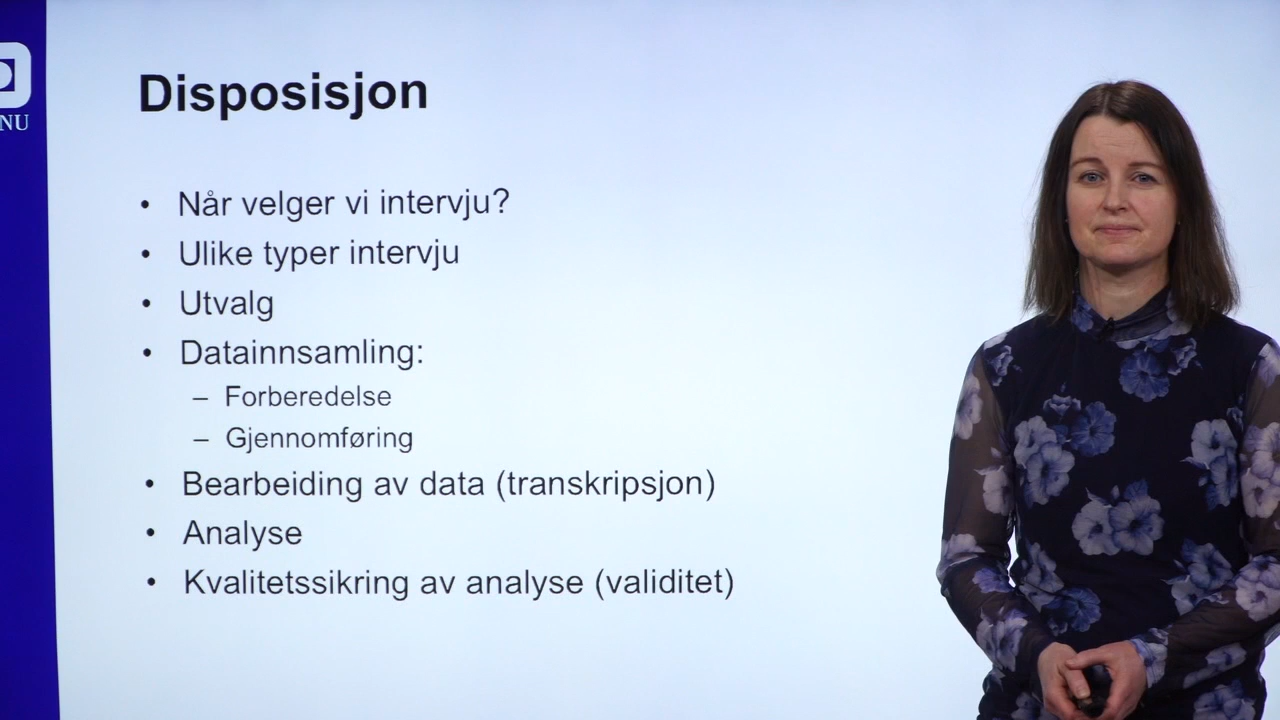 NU
Disposisjon
• Når velger vi intervju?
• Ulike typer intervju
• Utvalg
• Datainnsamling:
– Forberedelse
– Gjennomføring
• Bearbeiding av data (transkripsjon)
• Analyse
• Kvalitetssikring av analyse (validitet)